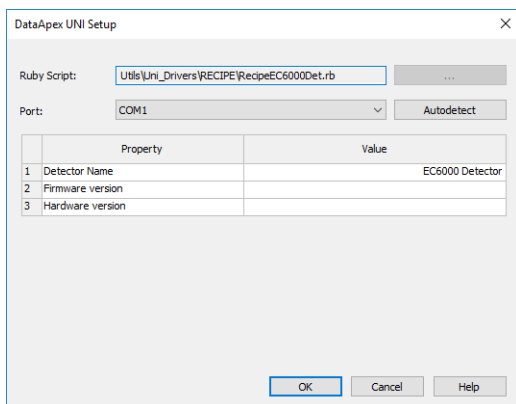 DataApex UNI Setup
Ruby Script: Utils\Uni_Drivers\RECIPE\RecipeEC6000Det.rb ...
Port: COM1 Autodetect
Property Value
1 Detector Name EC6000 Detector
2 Firmware version
3 Hardware version
OK Cancel Help